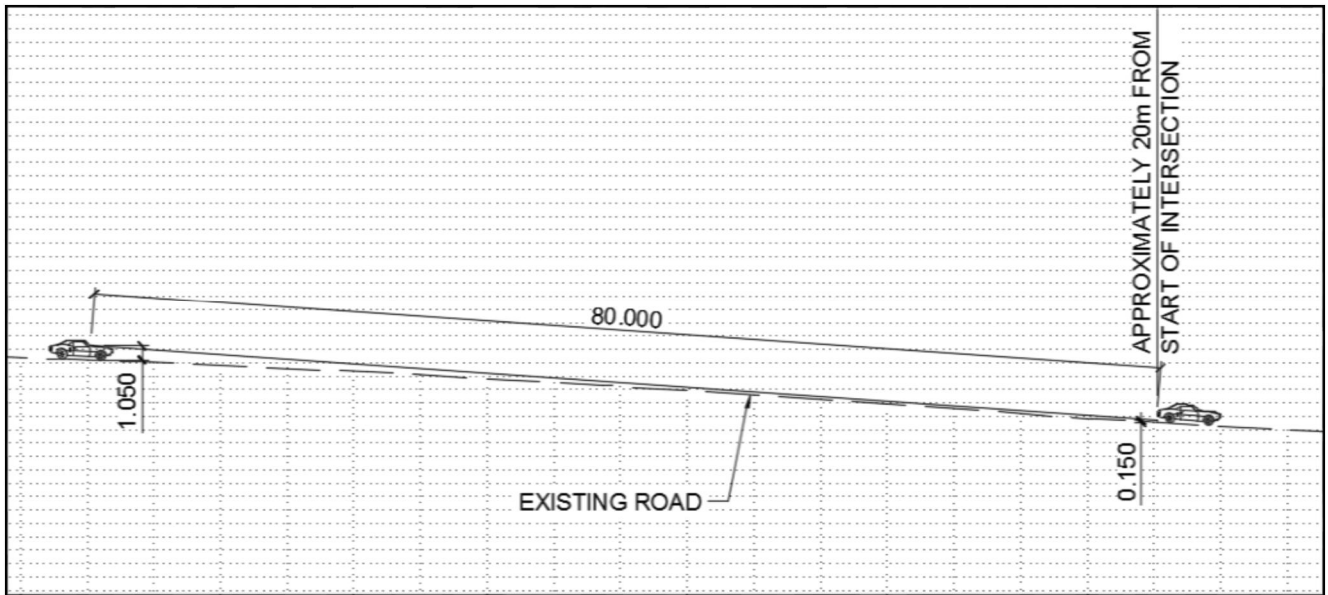 APPROXIMATELY 20m FROM
START OF INTERSECTION
80.000
1.050
0.150
EXISTING ROAD